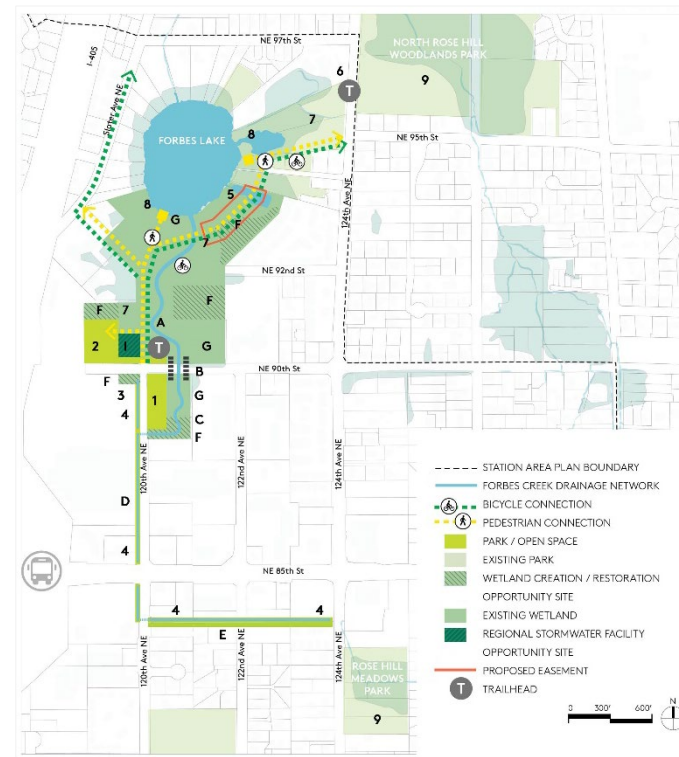 NE 97th St
I-405
Slater Ave NE
NORTH ROSE HILL
WOODLANDS PARK
6
T
9
7
8
FORBES LAKE
NE 95th St
124th Ave NE
5
8
G
F
7
NE 92nd St
F
F
7
A
2
1
T
G
NE 90th St
B
F
3
G
4
1
C
F
120th Ave NE
122nd Ave NE
124th Ave NE
D
4
NE 85th St
4
4
E
120th Ave NE
122nd Ave NE
124th Ave NE
ROSE HILL
MEADOWS
PARK
9
STATION AREA PLAN BOUNDARY
FORBES CREEK DRAINAGE NETWORK
BICYCLE CONNECTION
PEDESTRIAN CONNECTION
PARK / OPEN SPACE
EXISTING PARK
WETLAND CREATION / RESTORATION
OPPORTUNITY SITE
EXISTING WETLAND
REGIONAL STORMWATER FACILITY
OPPORTUNITY SITE
PROPOSED EASEMENT
T TRAILHEAD
0 300' 600'
N